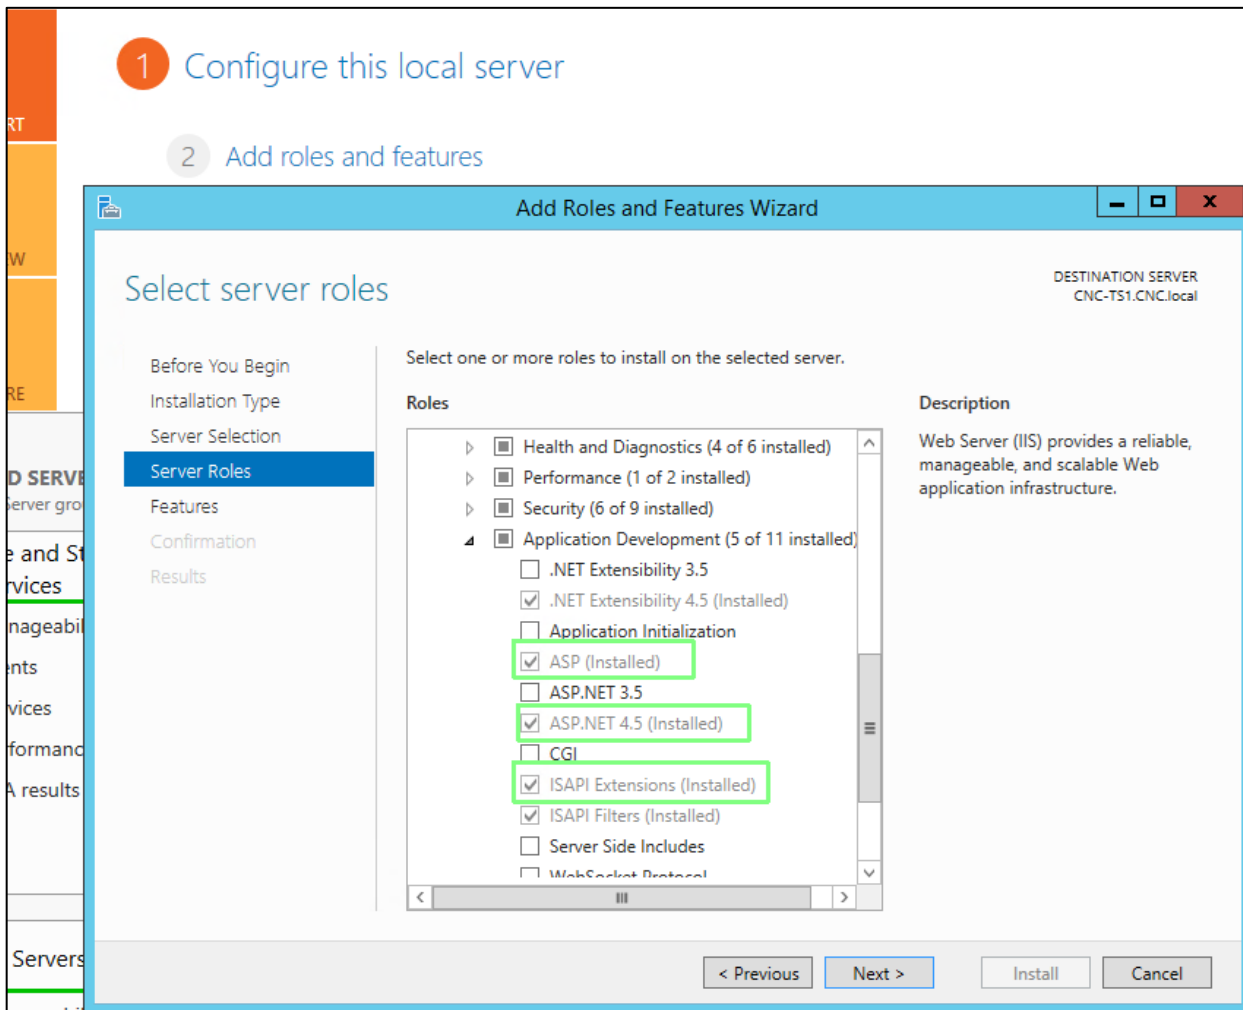 1 Configure this local server
RT
2 Add roles and features
Add Roles and Features Wizard
W
Select server roles
DESTINATION SERVER
CNC-TS1.CNC.local
Before You Begin
Installation Type
Server Selection
Server Roles
Features
Confirmation
Results
Select one or more roles to install on the selected server.
RE
Roles
Health and Diagnostics (4 of 6 installed)
Performance (1 of 2 installed)
Security (6 of 9 installed)
Application Development (5 of 11 installed)
.NET Extensibility 3.5
.NET Extensibility 4.5 (Installed)
Application Initialization
ASP (Installed)
ASP.NET 3.5
ASP.NET 4.5 (Installed)
CGI
ISAPI Extensions (Installed)
ISAPI Filters (Installed)
Server Side Includes
WebSocket Protocol
Description
Web Server (IIS) provides a reliable,
manageable, and scalable Web
application infrastructure.
D SERVE
Server gro
e and St
rvices
nageabil
ents
vices
formanc
A results
Servers
< Previous
Next >
Install
Cancel